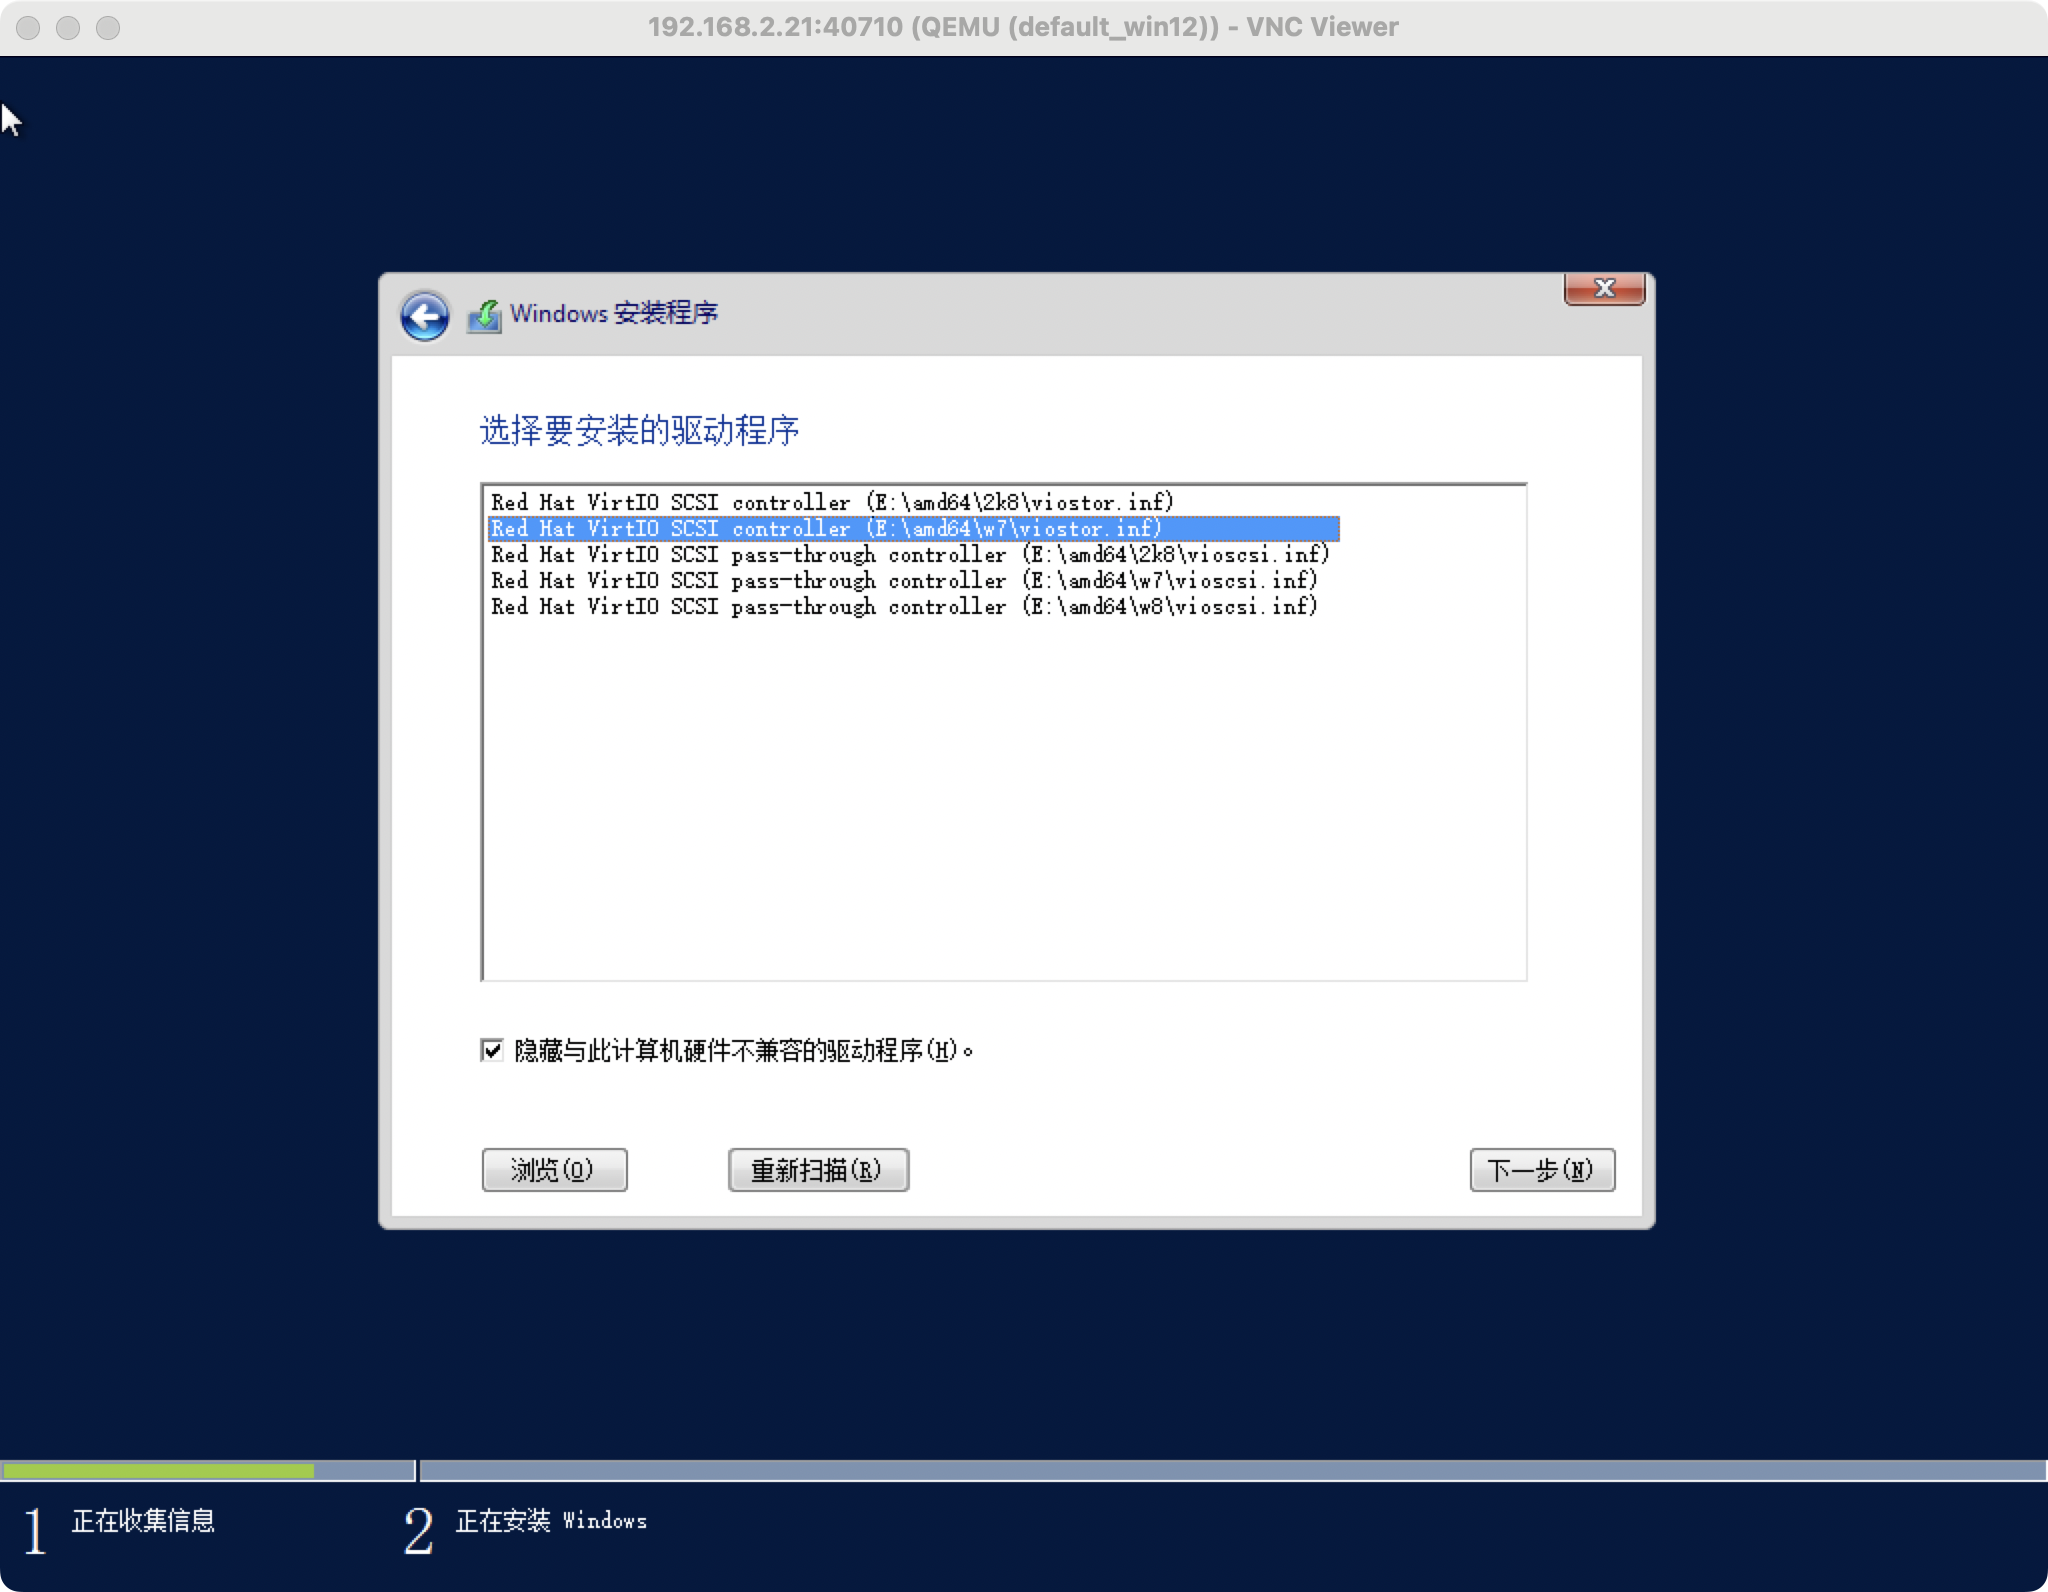 192.168.2.21:40710 (QEMU (default_win12)) - VNC Viewer
Windows 安装程序
选择要安装的驱动程序
Red Hat VirtIO SCSI controller (E:\amd64\2k8\viostor.inf)
Red Hat VirtIO SCSI controller (E:\amd64\w7\viostor.inf)
Red Hat VirtIO SCSI pass-through controller (E:\amd64\2k8\vioscsi.inf)
Red Hat VirtIO SCSI pass-through controller (E:\amd64\w7\vioscsi.inf)
Red Hat VirtIO SCSI pass-through controller (E:\amd64\w8\vioscsi.inf)
隐藏与此计算机硬件不兼容的驱动程序(H)。
浏览(O) 重新扫描(R) 下一步(N)
1 正在收集信息 2 正在安装 Windows